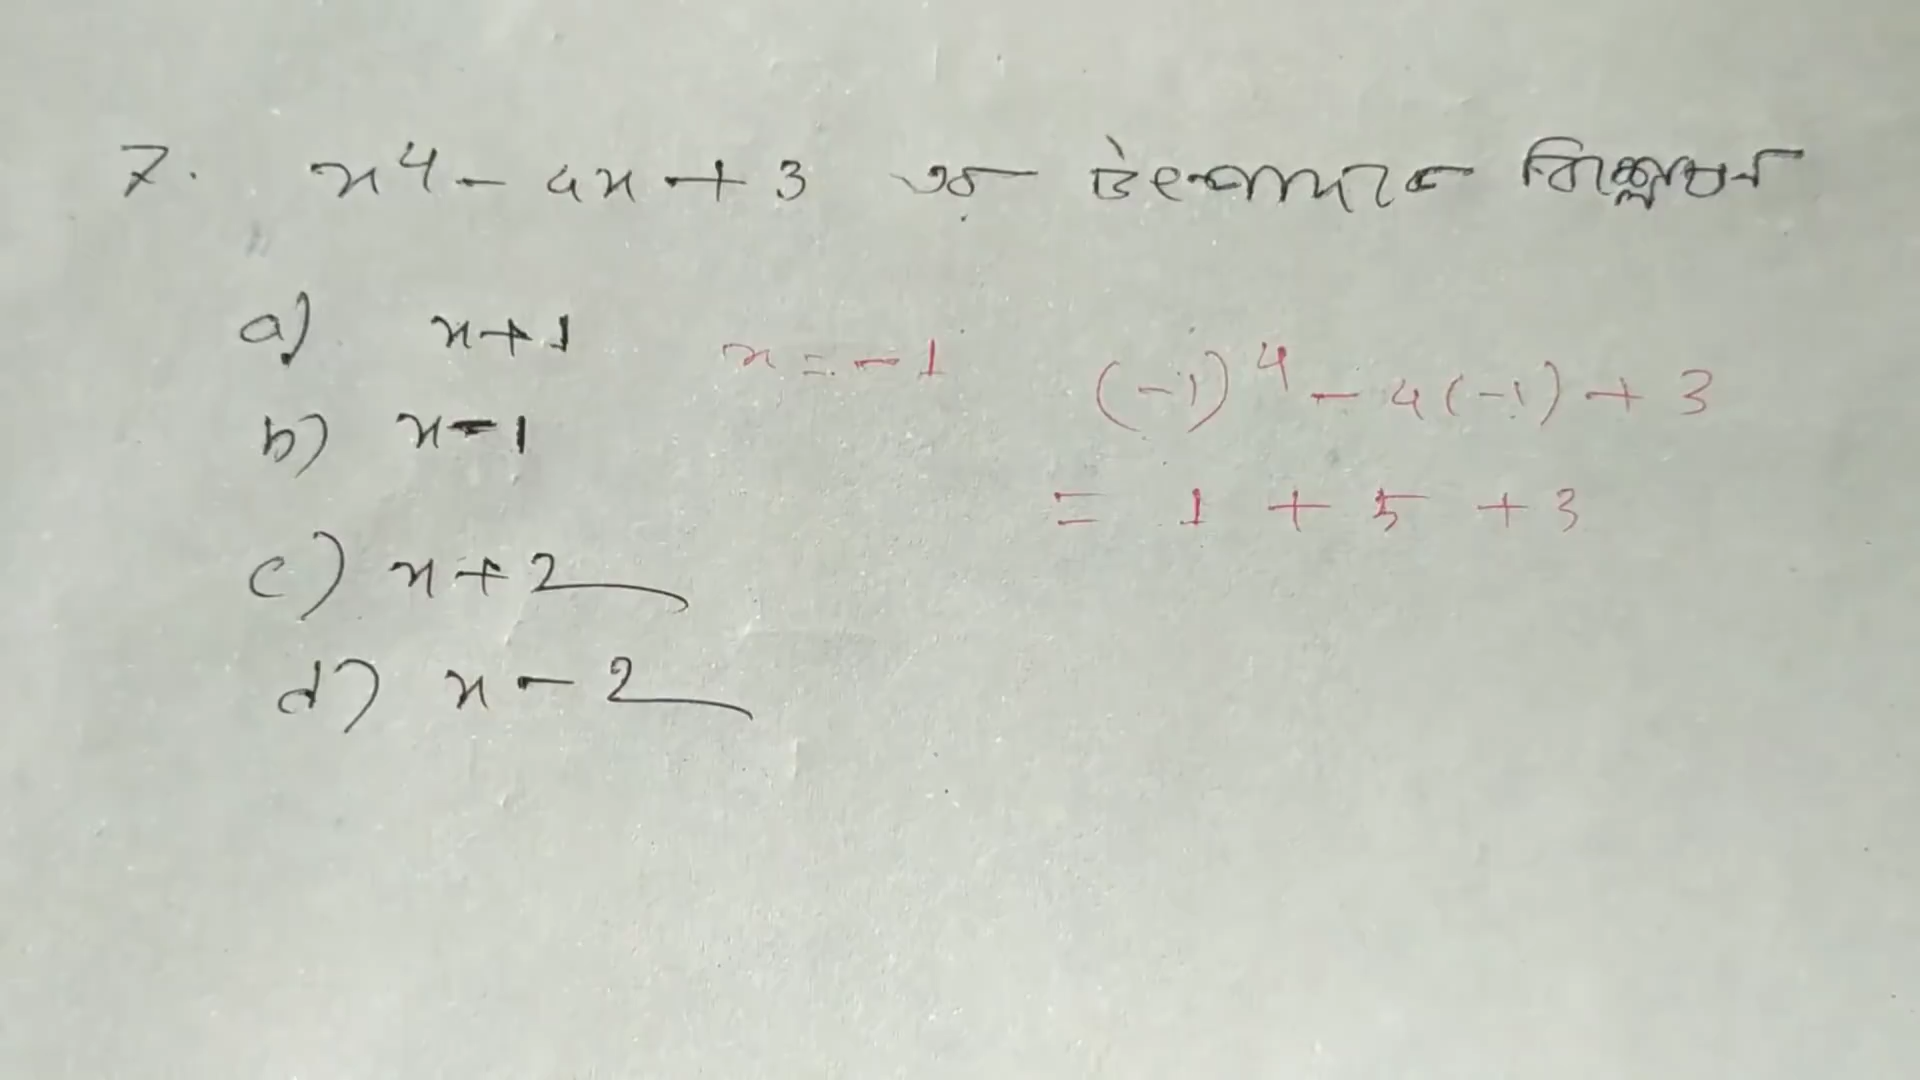 7. x⁴ - 4x + 3 এর উৎপাদকে বিশ্লেষণ
a) x+1
x = -1 (-1)⁴ - 4(-1) + 3
b) x-1
= 1 + 5 + 3
c) x+2
d) x-2